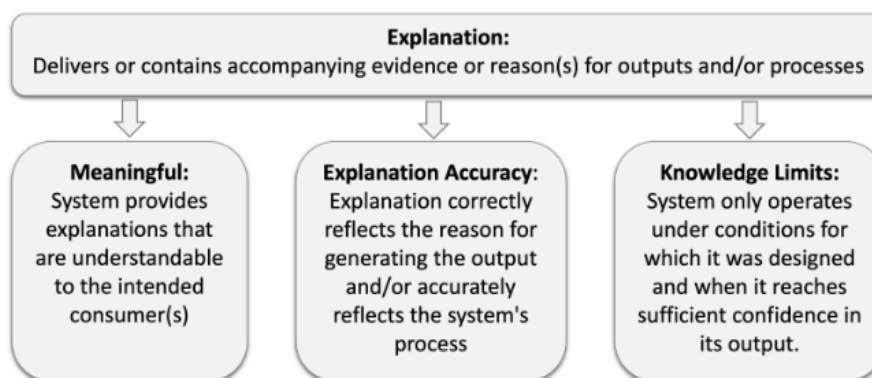 Explanation:
Delivers or contains accompanying evidence or reason(s) for outputs and/or processes
Meaningful:
System provides
explanations that
are understandable
to the intended
consumer(s)
Explanation Accuracy:
Explanation correctly
reflects the reason for
generating the output
and/or accurately
reflects the system's
process
Knowledge Limits:
System only operates
under conditions for
which it was designed
and when it reaches
sufficient confidence in
its output.